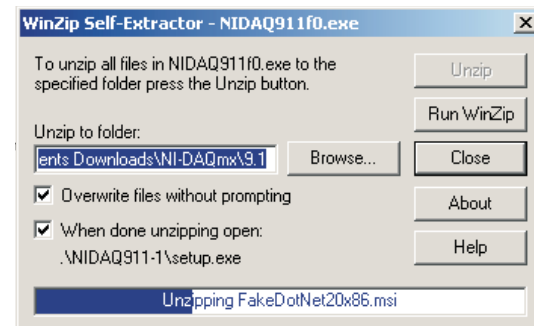 WinZip Self-Extractor - NIDAQ911f0.exe
To unzip all files in NIDAQ911f0.exe to the
specified folder press the Unzip button.
Unzip to folder:
ents Downloads\NI-DAQmx\9.1
Browse...
Overwrite files without prompting
When done unzipping open:
.\NIDAQ911-1\setup.exe
Unzip
Run WinZip
Close
About
Help
Unzipping FakeDotNet20x86.msi